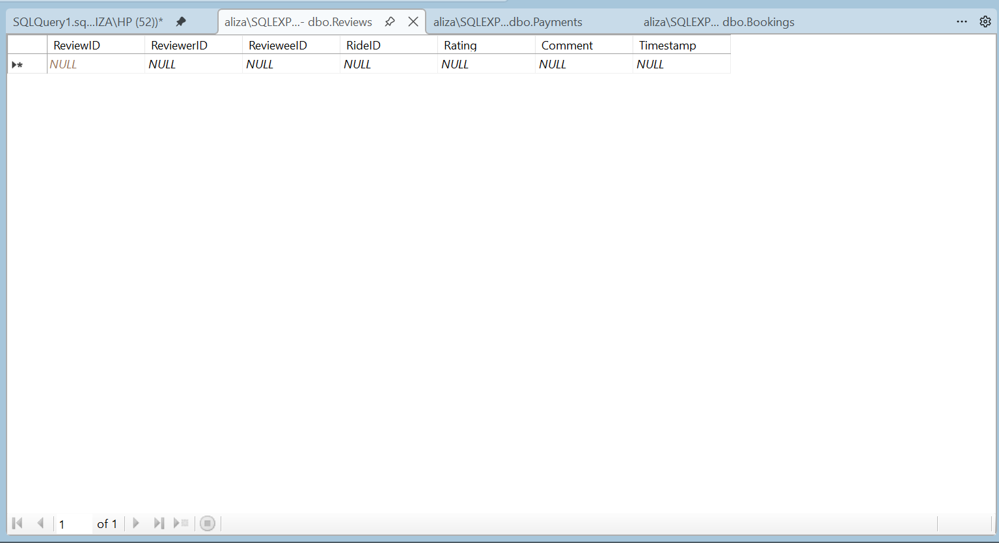 SQLQuery1.sq...IZA\HP (52))* aliza\SQLEXP...- dbo.Reviews aliza\SQLEXP...dbo.Payments aliza\SQLEXP... dbo.Bookings
ReviewID ReviewerID RevieweeID RideID Rating Comment Timestamp
NULL NULL NULL NULL NULL NULL NULL
1 of 1